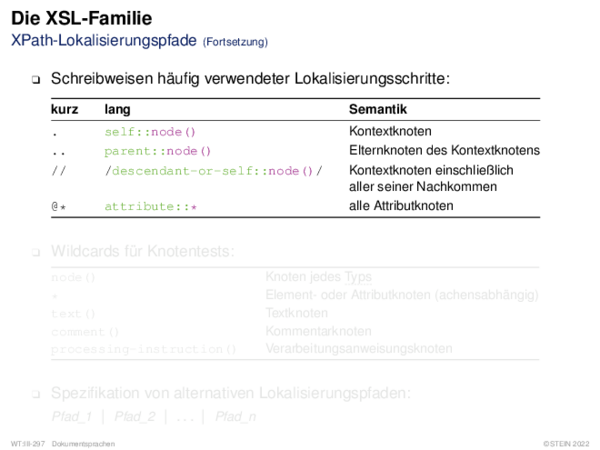 Die XSL-Familie
XPath-Lokalisierungspfade (Fortsetzung)
❑ Schreibweisen häufig verwendeter Lokalisierungsschritte:
kurz lang Semantik
. self::node() Kontextknoten
.. parent::node() Elternknoten des Kontextknotens
// /descendant-or-self::node()/ Kontextknoten einschließlich
aller seiner Nachkommen
@* attribute::* alle Attributknoten
❑ Wildcards für Knotentests:
node() Knoten jedes Typs
* Element- oder Attributknoten (achsenabhängig)
text() Textknoten
comment() Kommentarknoten
processing-instruction() Verarbeitungsanweisungsknoten
❑ Spezifikation von alternativen Lokalisierungspfaden:
Pfad_1 | Pfad_2 | ... | Pfad_n
WT:III-297 Dokumentsprachen ©STEIN 2022